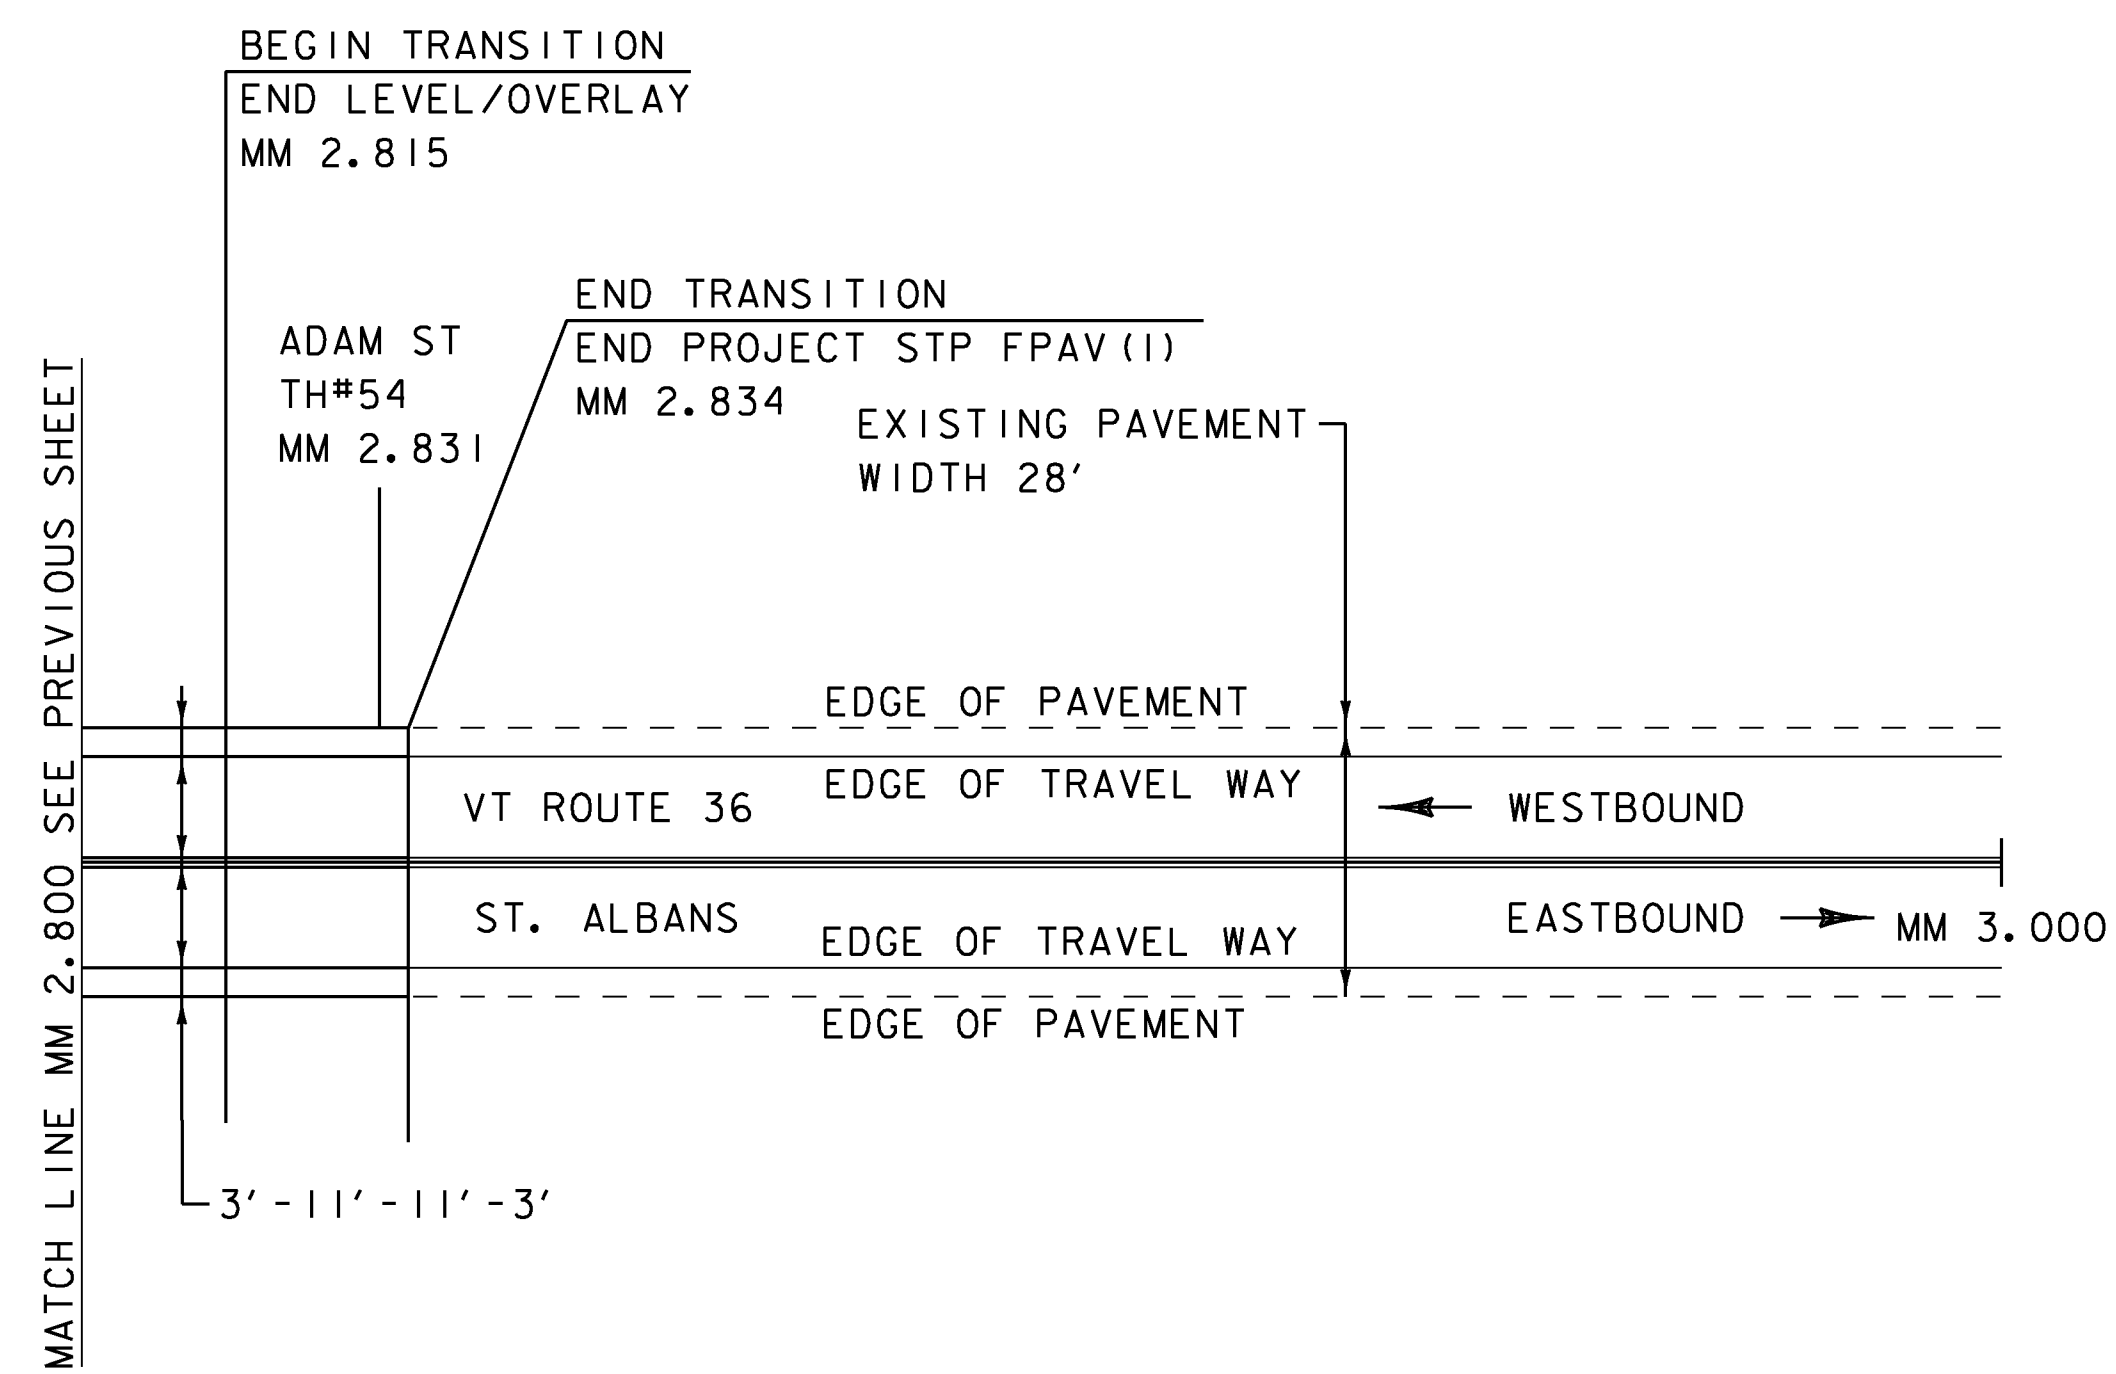 BEGIN TRANSITION
END LEVEL/OVERLAY
MM 2.815
END TRANSITION
END PROJECT STP FPAV(1)
MM 2.834
ADAM ST
TH#54
MM 2.831
EXISTING PAVEMENT
WIDTH 28'
MATCH LINE MM 2.800 SEE PREVIOUS SHEET
EDGE OF PAVEMENT
EDGE OF TRAVEL WAY
VT ROUTE 36
WESTBOUND
ST. ALBANS
EDGE OF TRAVEL WAY
EASTBOUND
MM 3.000
EDGE OF PAVEMENT
3'-11'-11'-3'